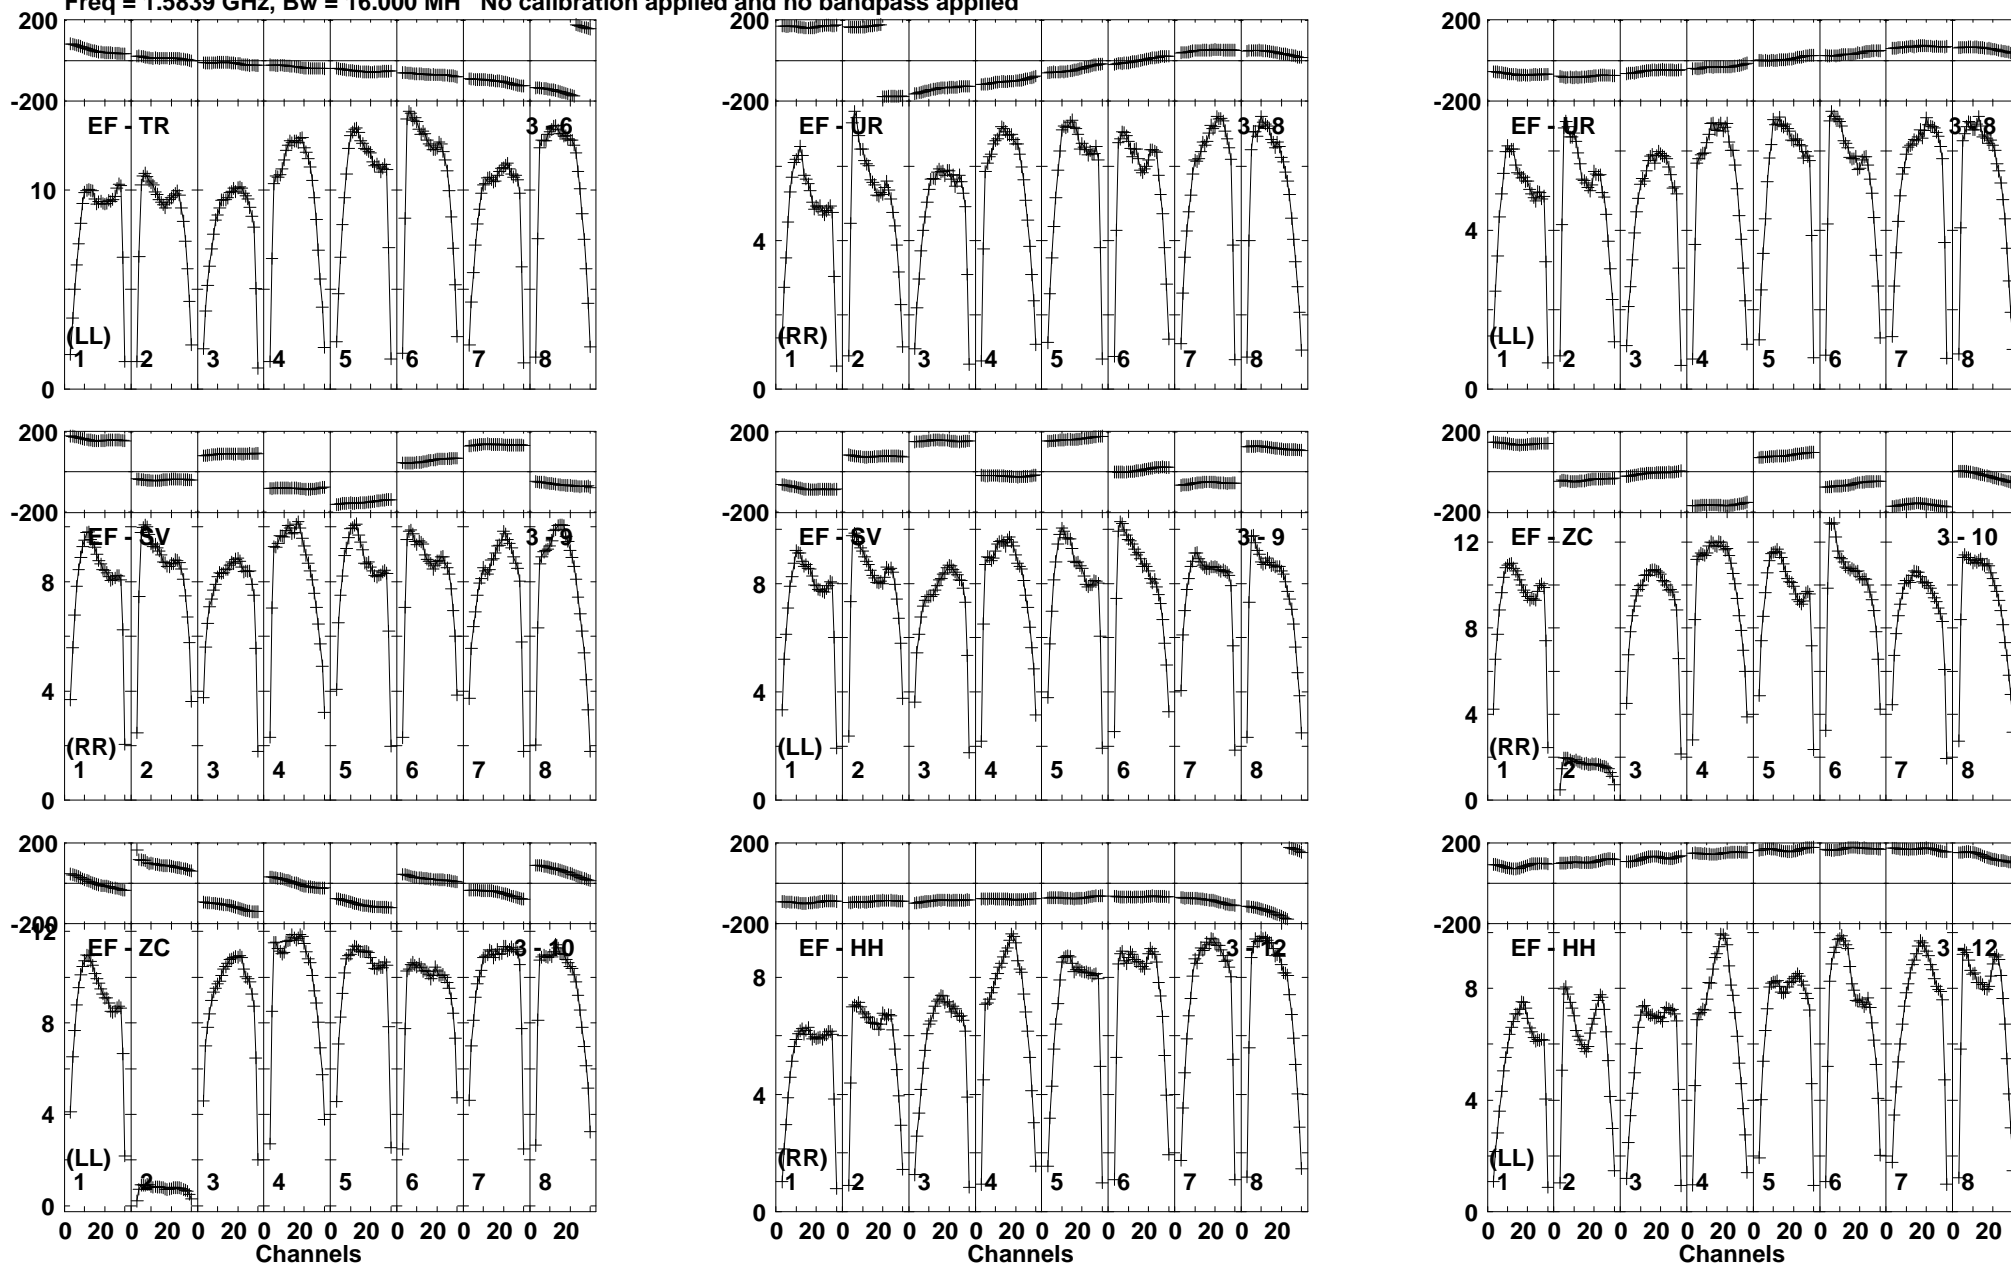 Freq = 1.5839 GHz, Bw = 16.000 MH No calibration applied and no bandpass applied
200 200 200
-200 -200 -200
EF - TR 3 - 6 EF - UR 3 - 8 EF - UR 3 - 8
10 4 4
(LL) (RR) (LL)
1 2 3 4 5 6 7 8 1 2 3 4 5 6 7 8 1 2 3 4 5 6 7 8
0 0 0
200 200 200
-200 -200 -200
EF - SV 3 - 9 EF - SV 3 - 9 EF - ZC 3 - 10
12
8 8 8
4 4 4
(RR) (LL) (RR)
1 2 3 4 5 6 7 8 1 2 3 4 5 6 7 8 1 2 3 4 5 6 7 8
0 0 0
200 200 200
-200 -200 -200
12
EF - ZC 3 - 10 EF - HH 3 - 12 EF - HH 3 - 12
8 8 8
4 4 4
(LL) (RR) (LL)
1 2 3 4 5 6 7 8 1 2 3 4 5 6 7 8 1 2 3 4 5 6 7 8
0 0 0
0 20 0 20 0 20 0 20 0 20 0 20 0 20 0 20 0 20 0 20 0 20 0 20 0 20 0 20 0 20 0 20 0 20 0 20 0 20 0 20 0 20 0 20 0 20 0 20
Channels Channels Channels